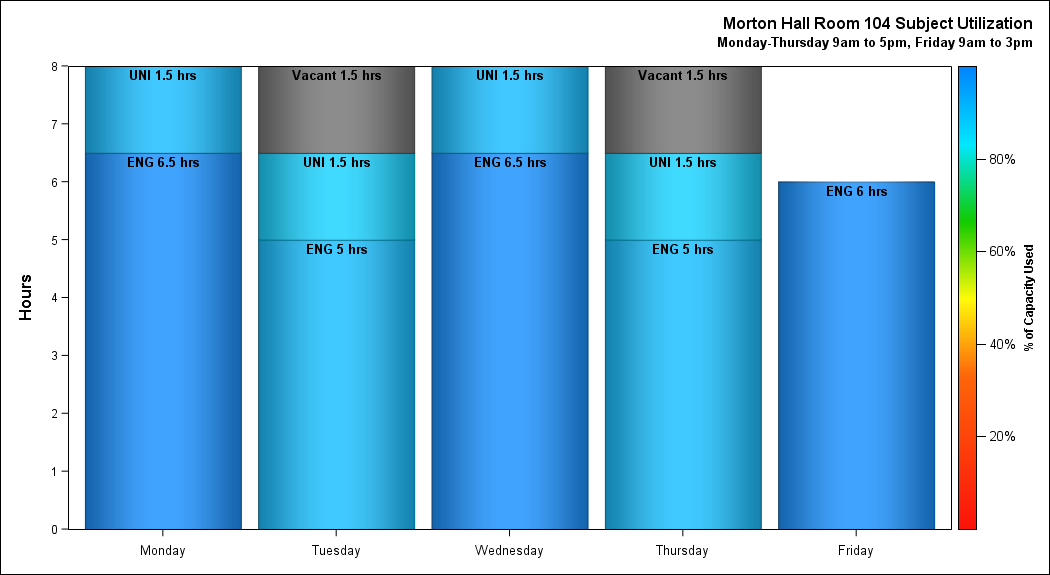 Morton Hall Room 104 Subject Utilization
Monday-Thursday 9am to 5pm, Friday 9am to 3pm
Hours
8
7
6
5
4
3
2
1
0
UNI 1.5 hrs
ENG 6.5 hrs
Vacant 1.5 hrs
UNI 1.5 hrs
ENG 5 hrs
UNI 1.5 hrs
ENG 6.5 hrs
Vacant 1.5 hrs
UNI 1.5 hrs
ENG 5 hrs
ENG 6 hrs
Monday
Tuesday
Wednesday
Thursday
Friday
80%
60%
40%
20%
% of Capacity Used